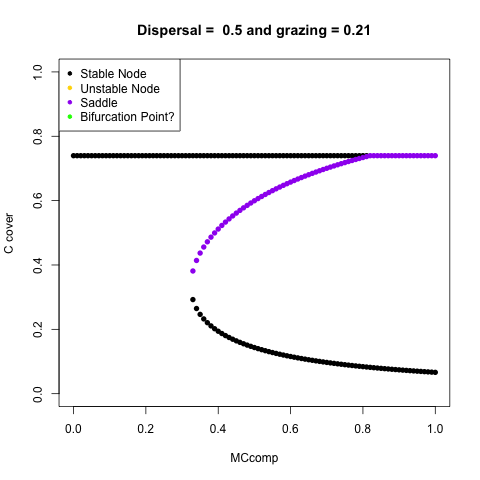 Dispersal =  0.5 and grazing = 0.21
Stable Node
Unstable Node
Saddle
Bifurcation Point?
C cover
1.0
0.8
0.6
0.4
0.2
0.0
0.0 0.2 0.4 0.6 0.8 1.0
MCcomp